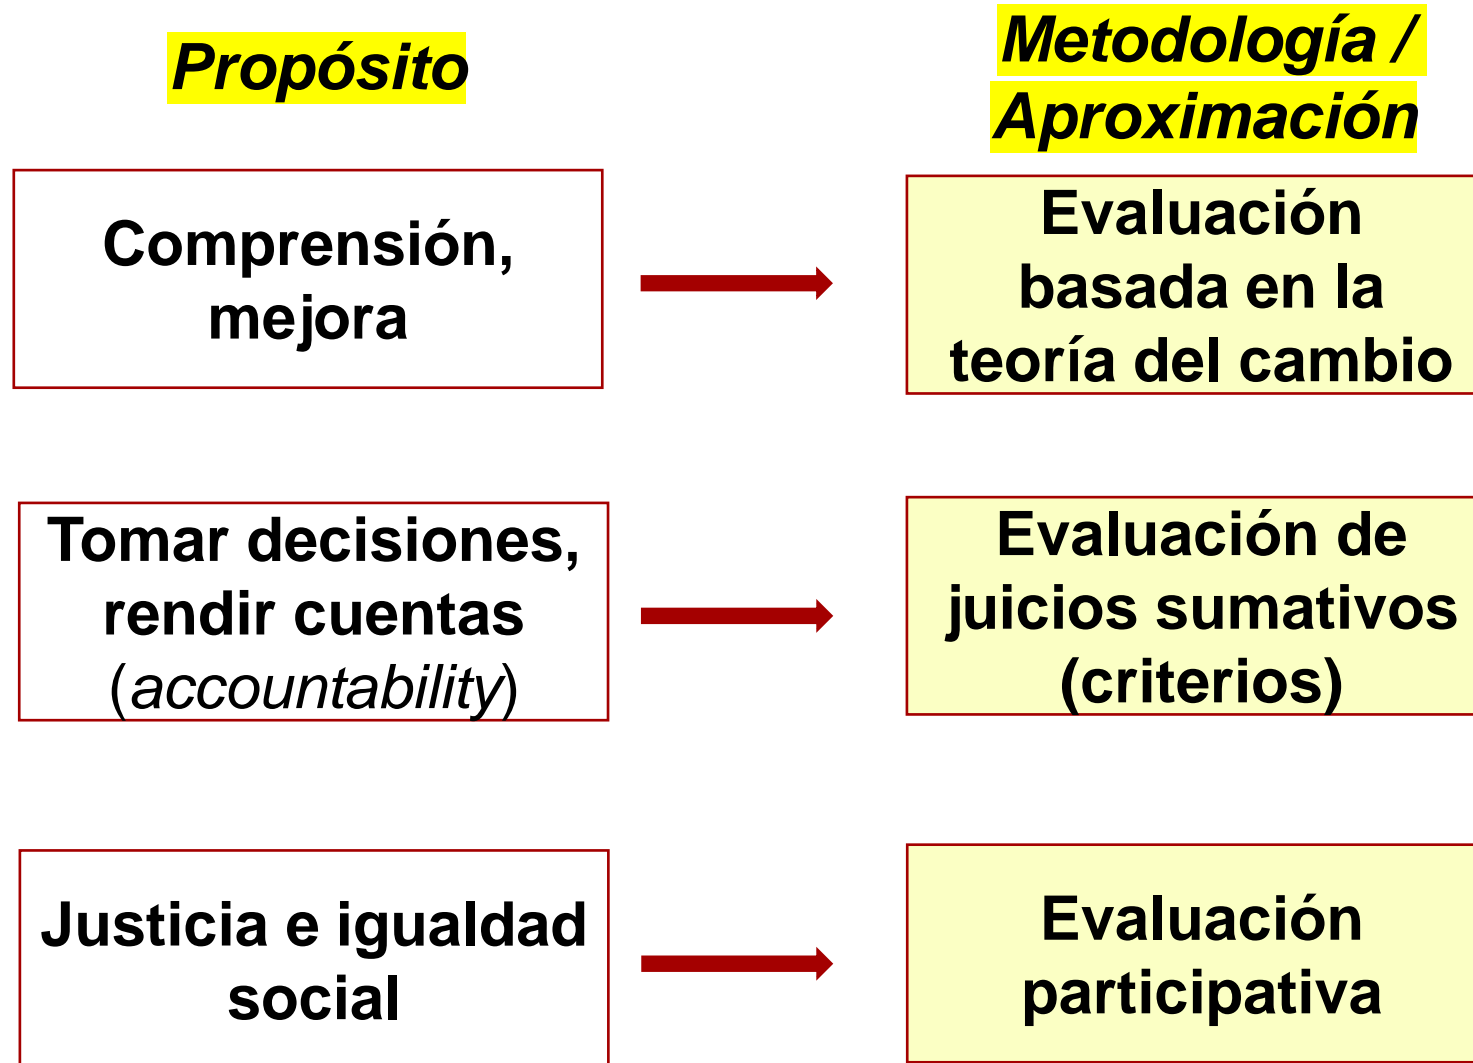 Propósito
Metodología /
Aproximación
Comprensión,
mejora
Evaluación
basada en la
teoría del cambio
Tomar decisiones,
rendir cuentas
(accountability)
Evaluación de
juicios sumativos
(criterios)
Justicia e igualdad
social
Evaluación
participativa